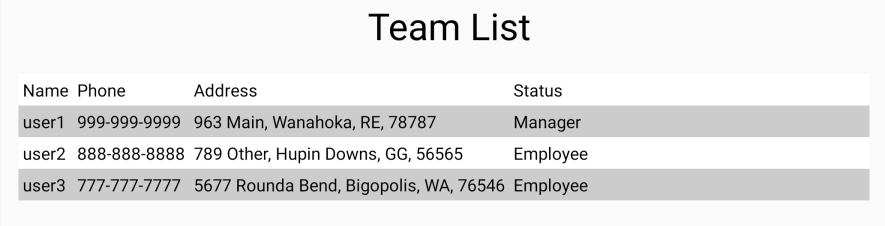 Team List
Name Phone Address Status
user1 999-999-9999 963 Main, Wanahoka, RE, 78787 Manager
user2 888-888-8888 789 Other, Hupin Downs, GG, 56565 Employee
user3 777-777-7777 5677 Rounda Bend, Bigopolis, WA, 76546 Employee